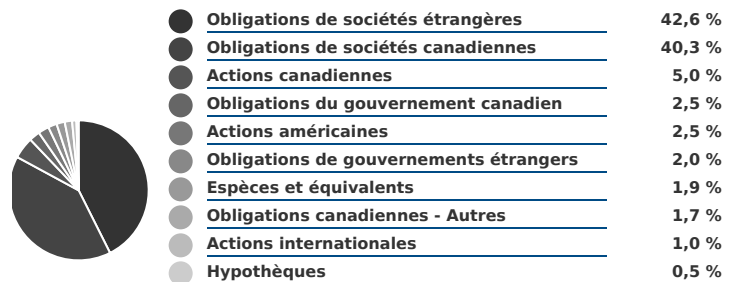 Obligations de sociétés étrangères 42,6 %
Obligations de sociétés canadiennes 40,3 %
Actions canadiennes 5,0 %
Obligations du gouvernement canadien 2,5 %
Actions américaines 2,5 %
Obligations de gouvernements étrangers 2,0 %
Espèces et équivalents 1,9 %
Obligations canadiennes - Autres 1,7 %
Actions internationales 1,0 %
Hypothèques 0,5 %